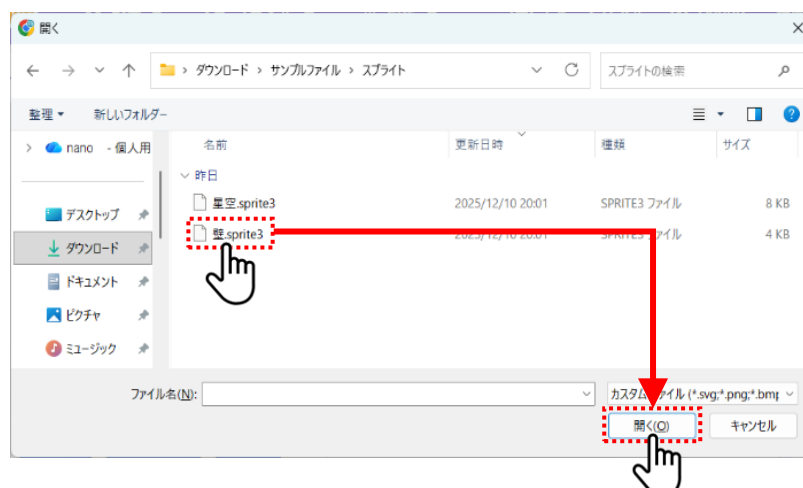 開く
ダウンロード › サンプルファイル › スプライト
スプライトの検索
整理 新しいフォルダー
nano - 個人用
名前 更新日時 種類 サイズ
昨日
星空.sprite3 2025/12/10 20:01 SPRITE3 ファイル 8 KB
壁.sprite3 2025/12/10 20:01 SPRITE3 ファイル 4 KB
デスクトップ
ダウンロード
ドキュメント
ピクチャ
ミュージック
ファイル名(N):
カスタム ファイル (*.svg;*.png;*.bmp
開く(O) キャンセル